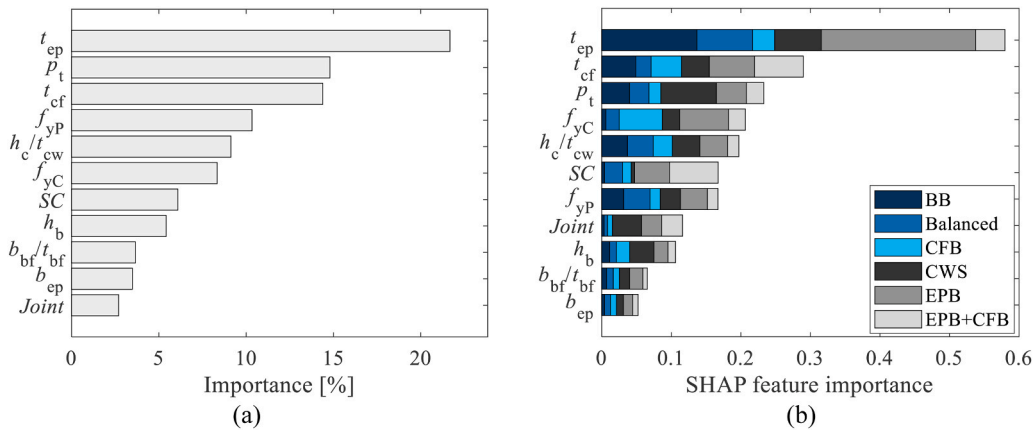 t_ep
p_t
t_cf
f_yP
h_c/t_cw
f_yC
SC
h_b
b_bf/t_bf
b_ep
Joint
0 5 10 15 20
Importance [%]
(a)
t_ep
t_cf
p_t
f_yC
h_c/t_cw
SC
f_yP
Joint
h_b
b_bf/t_bf
b_ep
BB
Balanced
CFB
CWS
EPB
EPB+CFB
0 0.1 0.2 0.3 0.4 0.5 0.6
SHAP feature importance
(b)